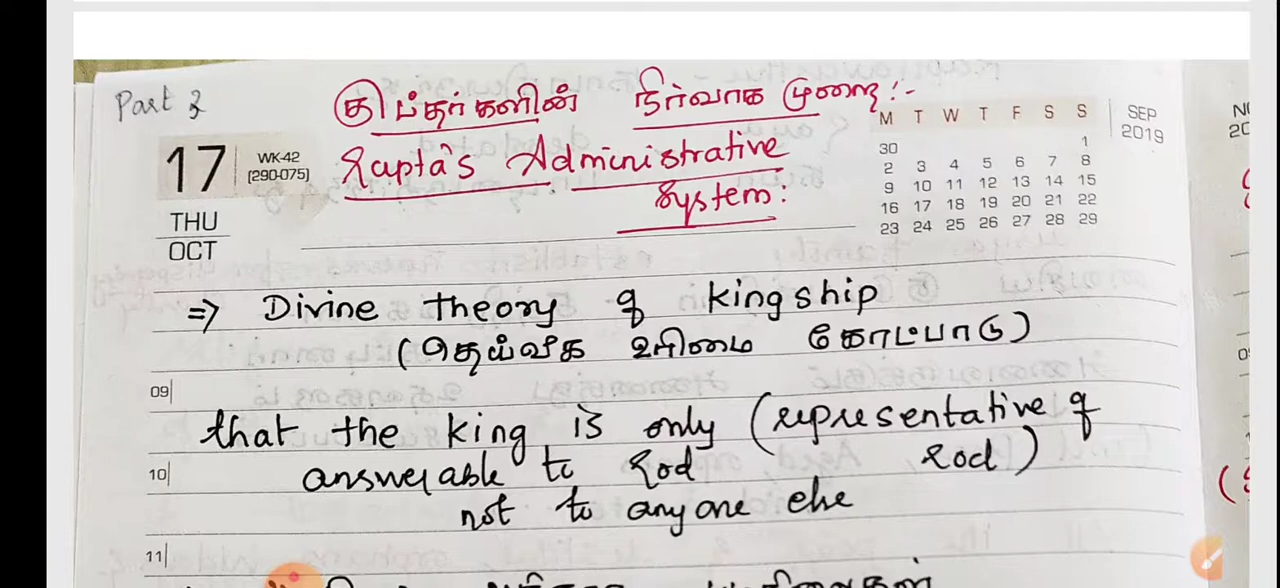 Part 3
குப்தர்களின் நிர்வாக முறை:-
Gupta's Administrative
System:
17
WK-42
(290-075)
THU
OCT
M T W T F S S
30 1
2 3 4 5 6 7 8
9 10 11 12 13 14 15
16 17 18 19 20 21 22
23 24 25 26 27 28 29
SEP
2019
⇒ Divine theory of kingship
(தெய்வீக உரிமை கோட்பாடு)
09
that the king is only (representative of
10 answerable to God God)
not to anyone else
11